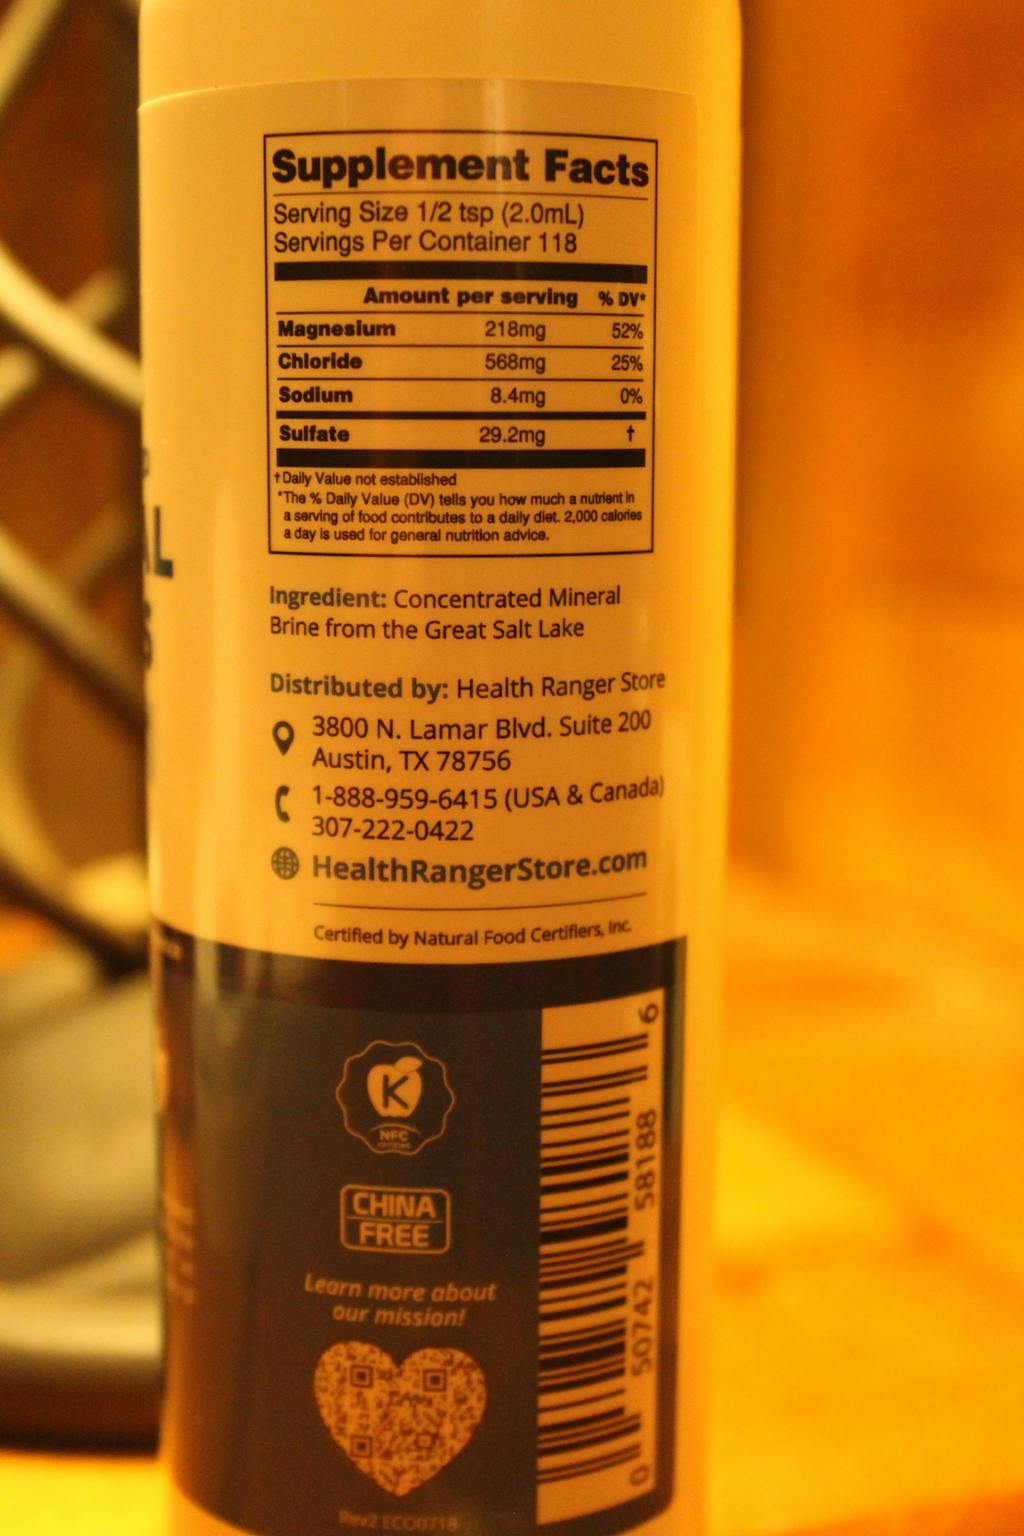 Supplement Facts
Serving Size 1/2 tsp (2.0mL)
Servings Per Container 118
Amount per serving % DV*
Magnesium 218mg 52%
Chloride 568mg 25%
Sodium 8.4mg 0%
Sulfate 29.2mg †
† Daily Value not established
*The % Daily Value (DV) tells you how much a nutrient in
a serving of food contributes to a daily diet. 2,000 calories
a day is used for general nutrition advice.
Ingredient: Concentrated Mineral
Brine from the Great Salt Lake
Distributed by: Health Ranger Store
3800 N. Lamar Blvd. Suite 200
Austin, TX 78756
1-888-959-6415 (USA & Canada)
307-222-0422
HealthRangerStore.com
Certified by Natural Food Certifiers, Inc.
K
NFC
CHINA
FREE
Learn more about
our mission!
0 50742 58188 6
Rev2 ECO0718